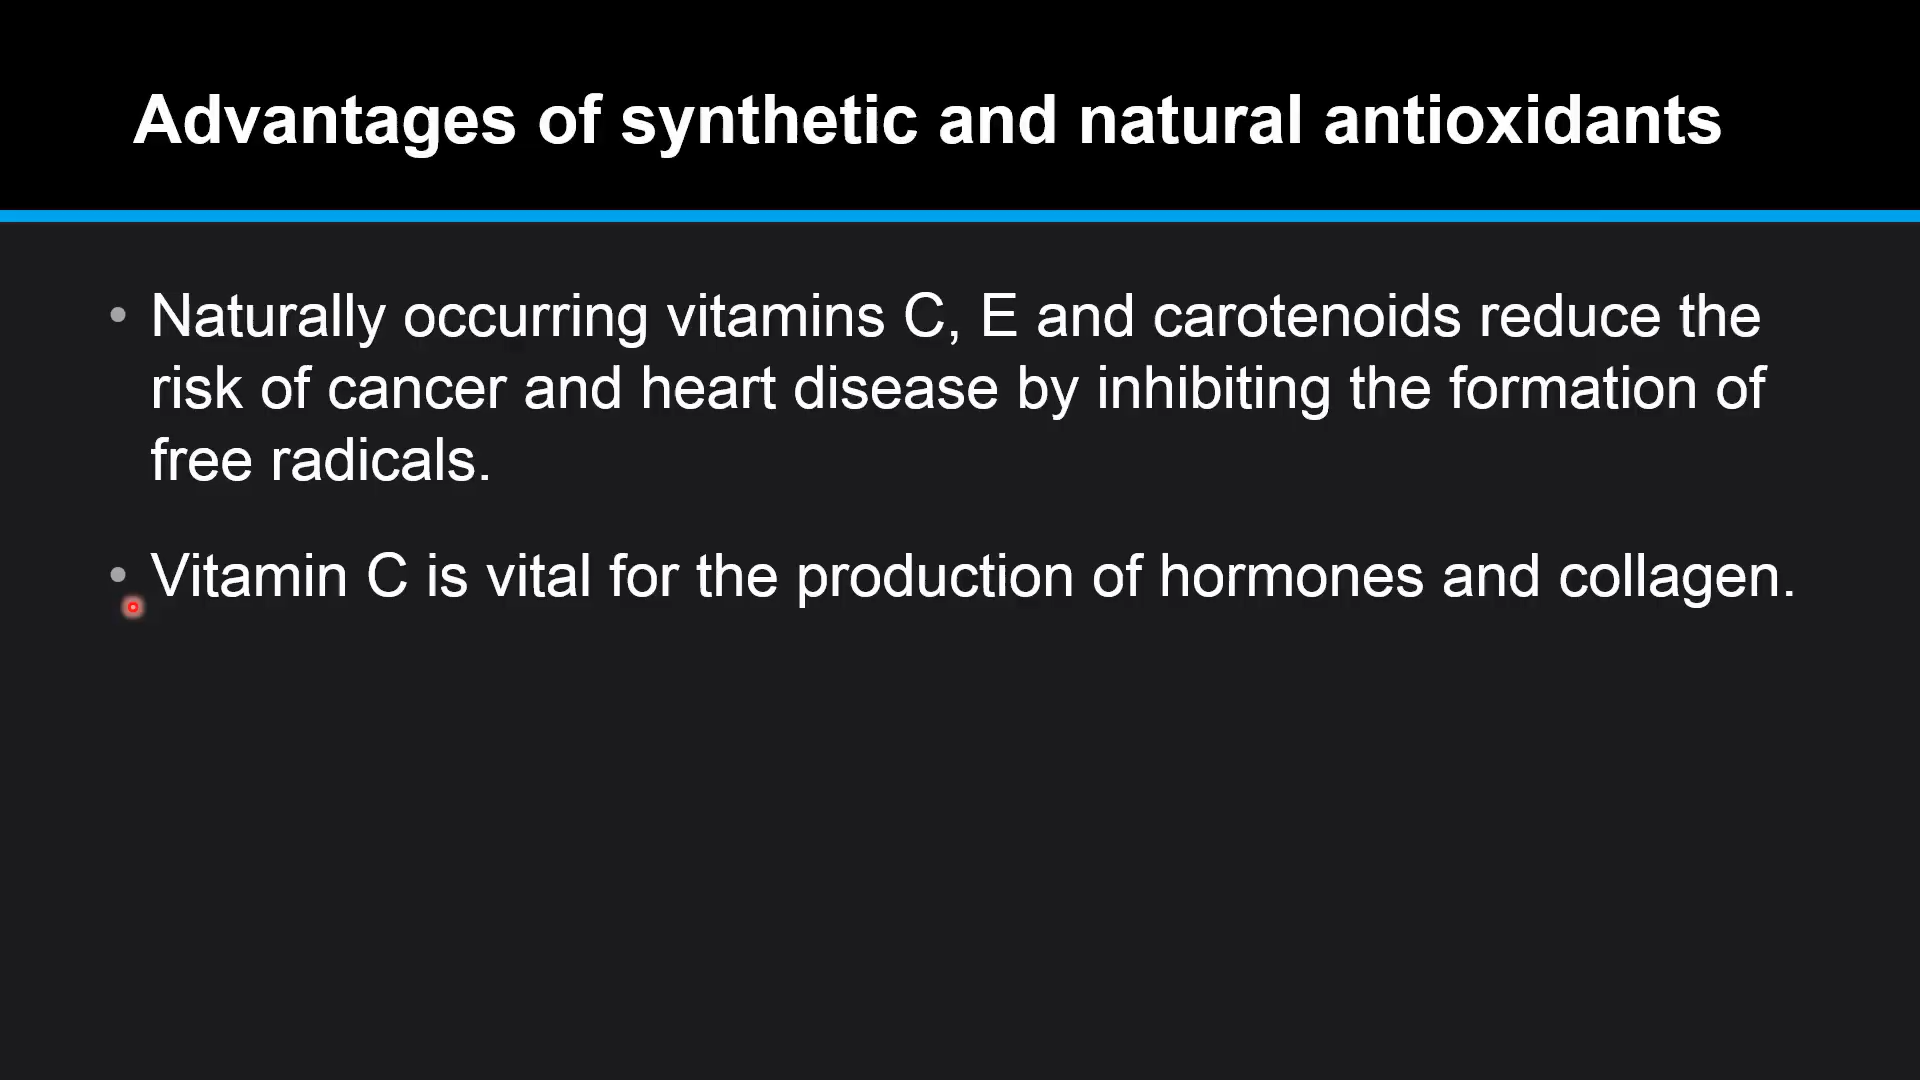 Advantages of synthetic and natural antioxidants
• Naturally occurring vitamins C, E and carotenoids reduce the
risk of cancer and heart disease by inhibiting the formation of
free radicals.
• Vitamin C is vital for the production of hormones and collagen.